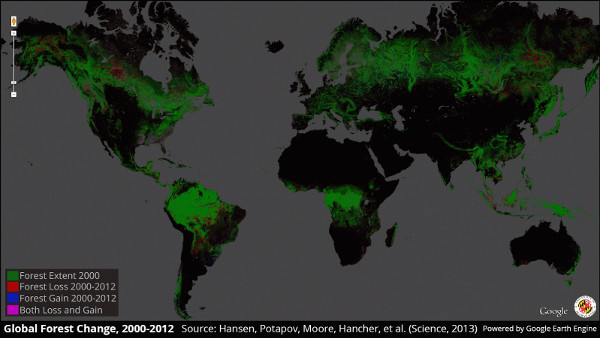 Forest Extent 2000
Forest Loss 2000-2012
Forest Gain 2000-2012
Both Loss and Gain
Google
Global Forest Change, 2000-2012 Source: Hansen, Potapov, Moore, Hancher, et al. (Science, 2013) Powered by Google Earth Engine